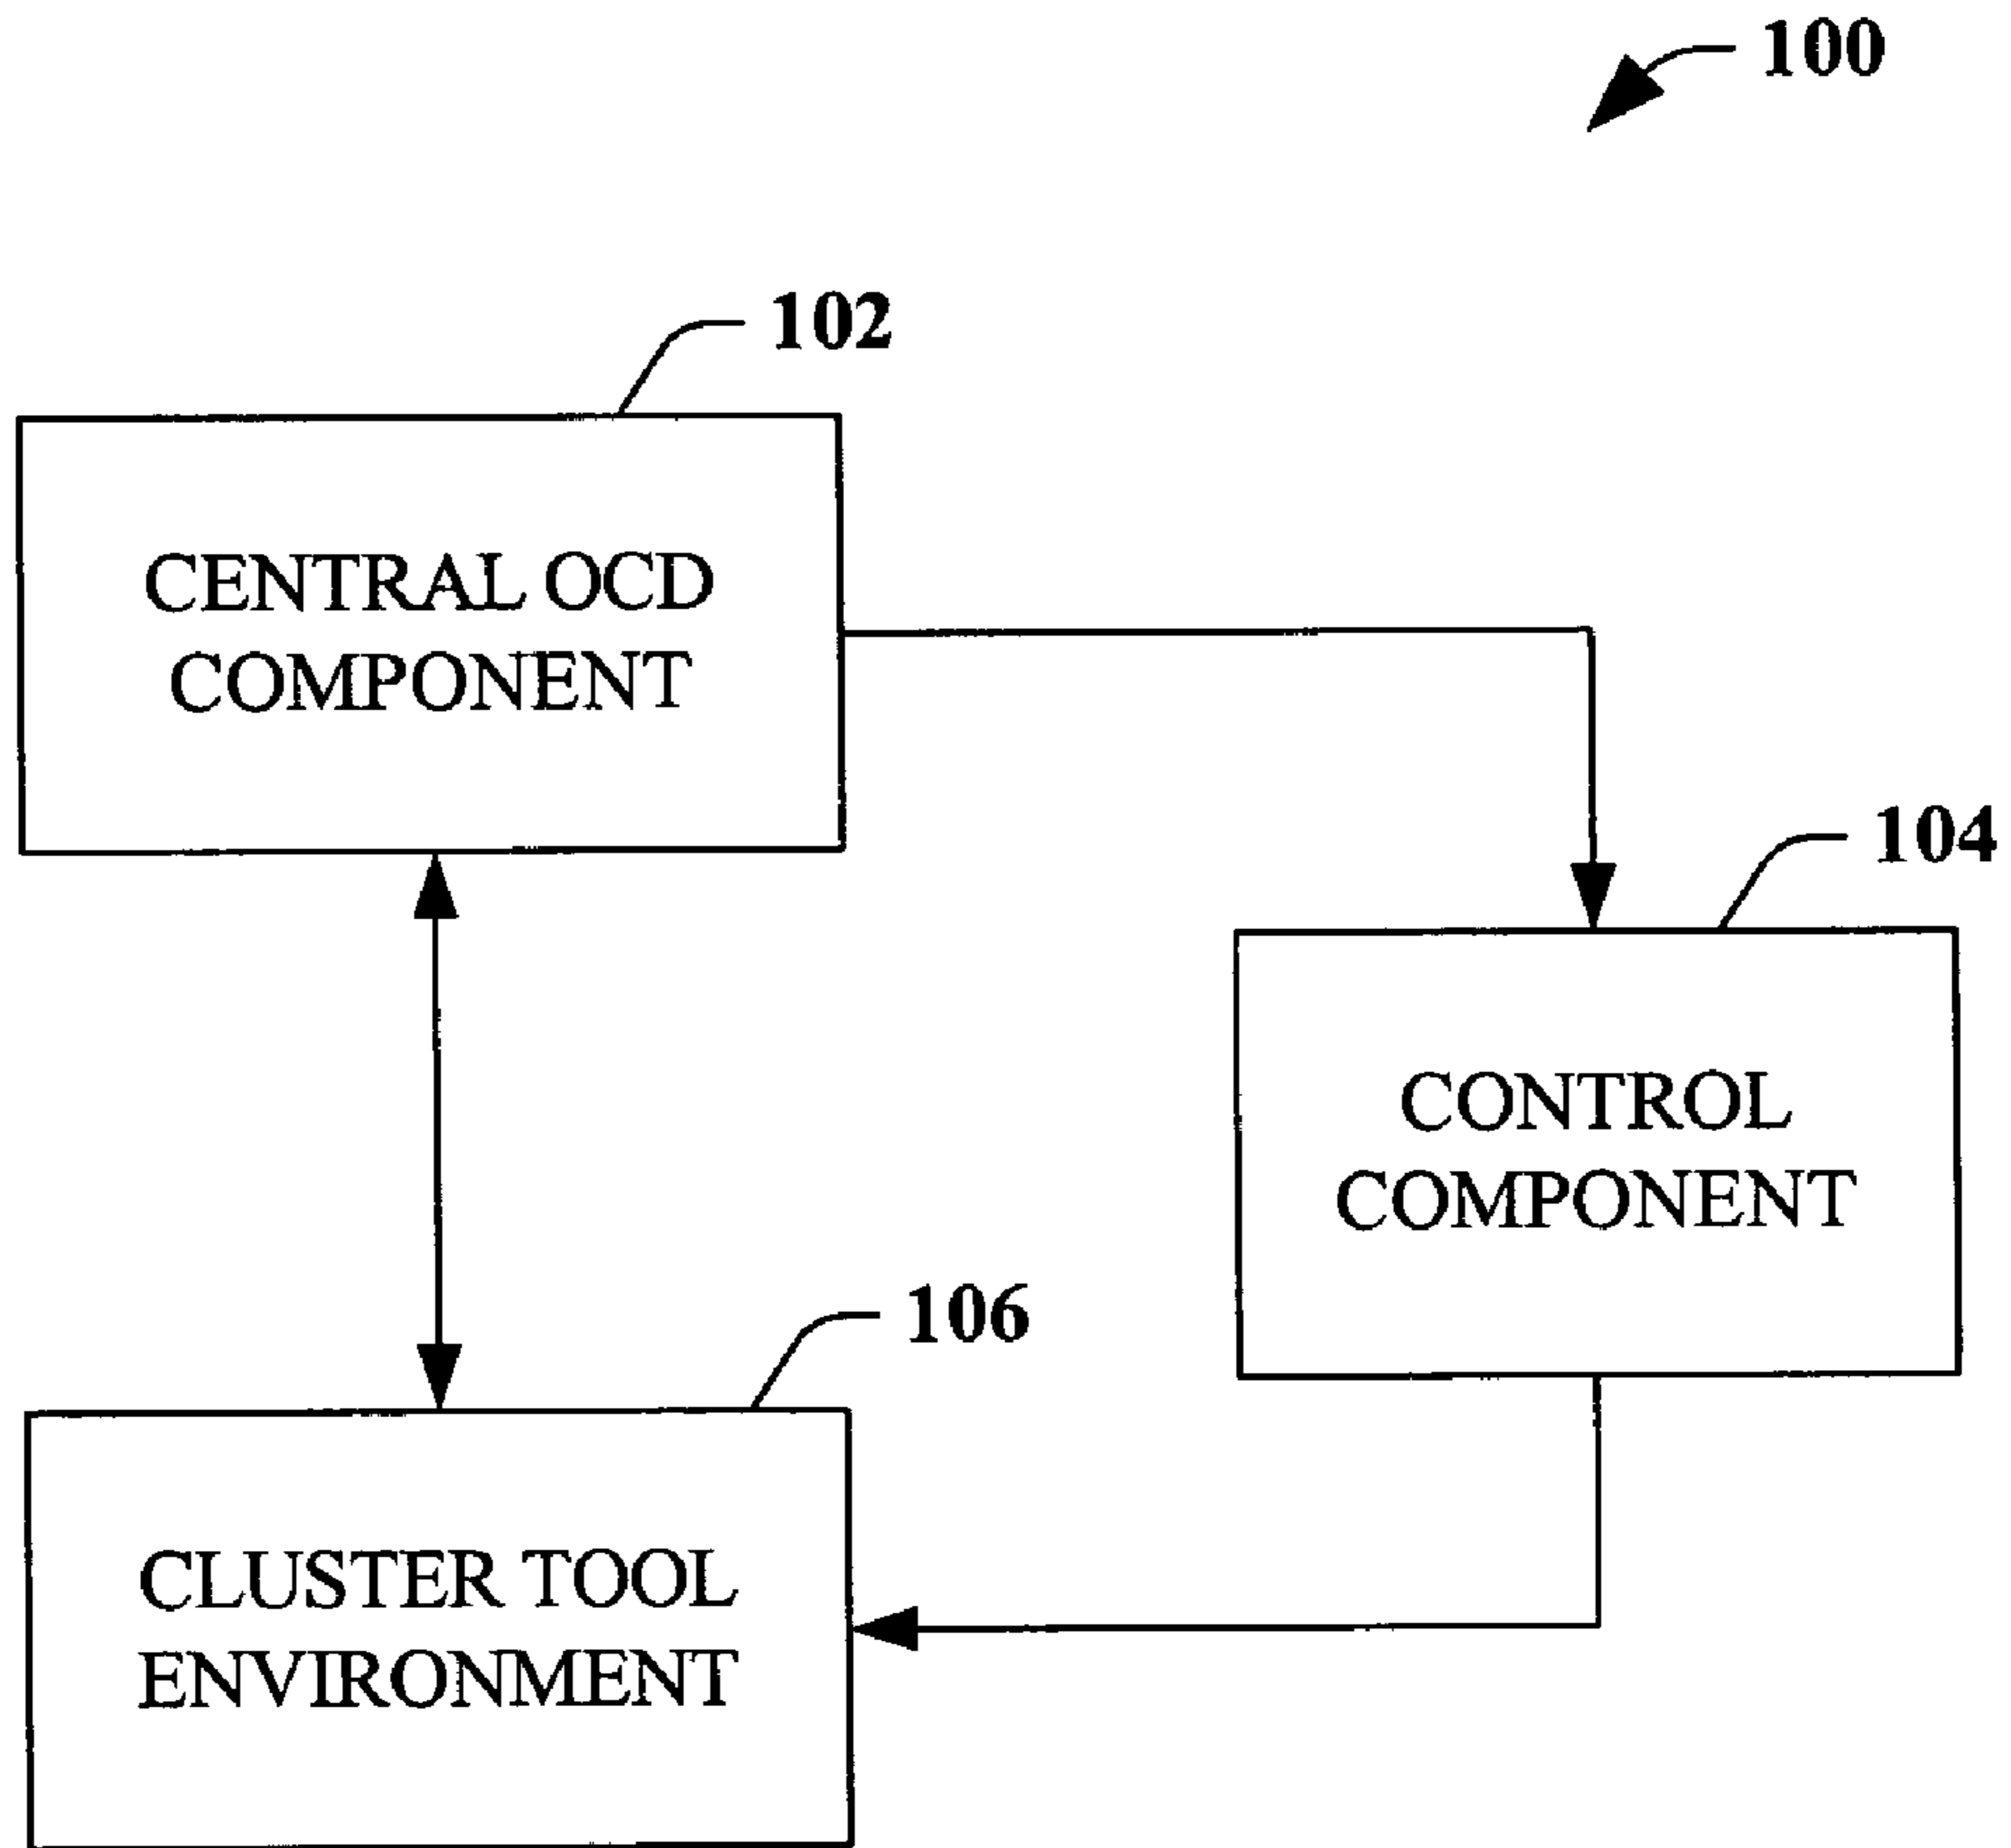 100
102
CENTRAL OCD
COMPONENT
104
CONTROL
COMPONENT
106
CLUSTER TOOL
ENVIRONMENT